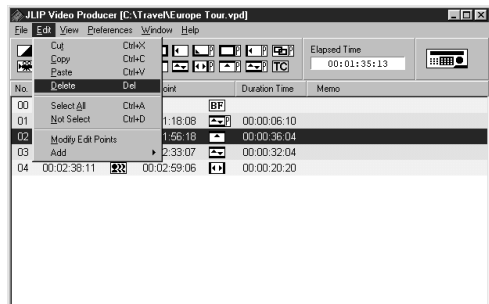 JLIP Video Producer [C:\Travel\Europe Tour.vpd]
File Edit View Preferences Window Help
Cut Ctrl+X
Copy Ctrl+C
Paste Ctrl+V
Delete Del
Select All Ctrl+A
Not Select Ctrl+D
Modify Edit Points
Add
P P P P
P P P TC
Elapsed Time
00:01:35:13
No. oint Duration Time Memo
00 BF
01 1:18:08 P 00:00:06:10
02 1:56:18 00:00:36:04
03 2:33:07 00:00:32:04
04 00:02:38:11 00:02:59:06 00:00:20:20